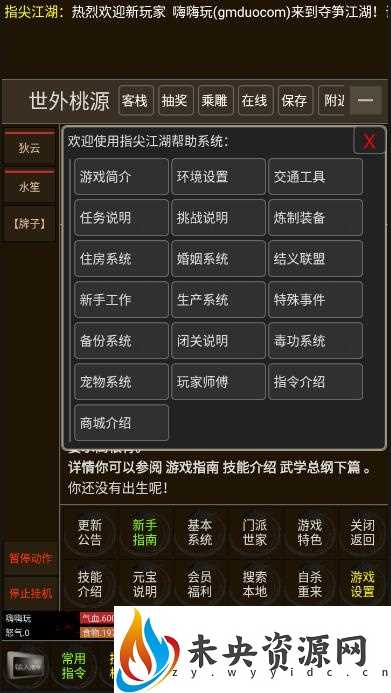 指尖江湖：热烈欢迎新玩家 嗨嗨玩(gmduocom)来到夺笋江湖！
世外桃源 客栈 抽奖 乘雕 在线 保存 附近 —
狄云
水笙
【牌子】
欢迎使用指尖江湖帮助系统： X
游戏简介 环境设置 交通工具
任务说明 挑战说明 炼制装备
住房系统 婚姻系统 结义联盟
新手工作 生产系统 特殊事件
备份系统 闭关说明 毒功系统
宠物系统 玩家师傅 指令介绍
商城介绍
详情你可以参阅 游戏指南 技能介绍 武学总纲下篇 。
你还没有出生呢！
更新公告 新手指南 基本系统 门派世家 游戏特色 关闭返回
暂停动作
技能介绍 元宝说明 会员福利 搜索本地 自杀重来 游戏设置
停止挂机
嗨嗨玩 气血.600
怒气.0 食物.197
常用指令
未央资源网
zy.wyyidc.cn